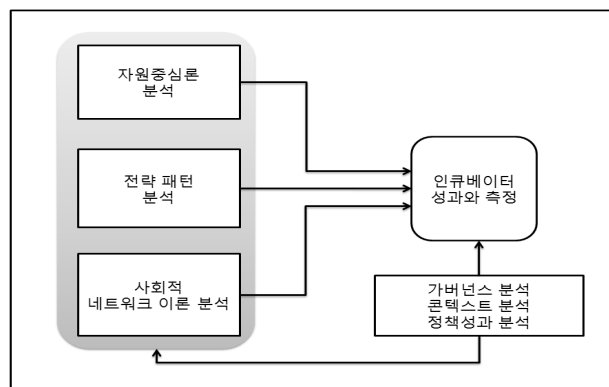 자원중심론
분석
전략 패턴
분석
사회적
네트워크 이론 분석
인큐베이터
성과와 측정
가버넌스 분석
콘텍스트 분석
정책성과 분석